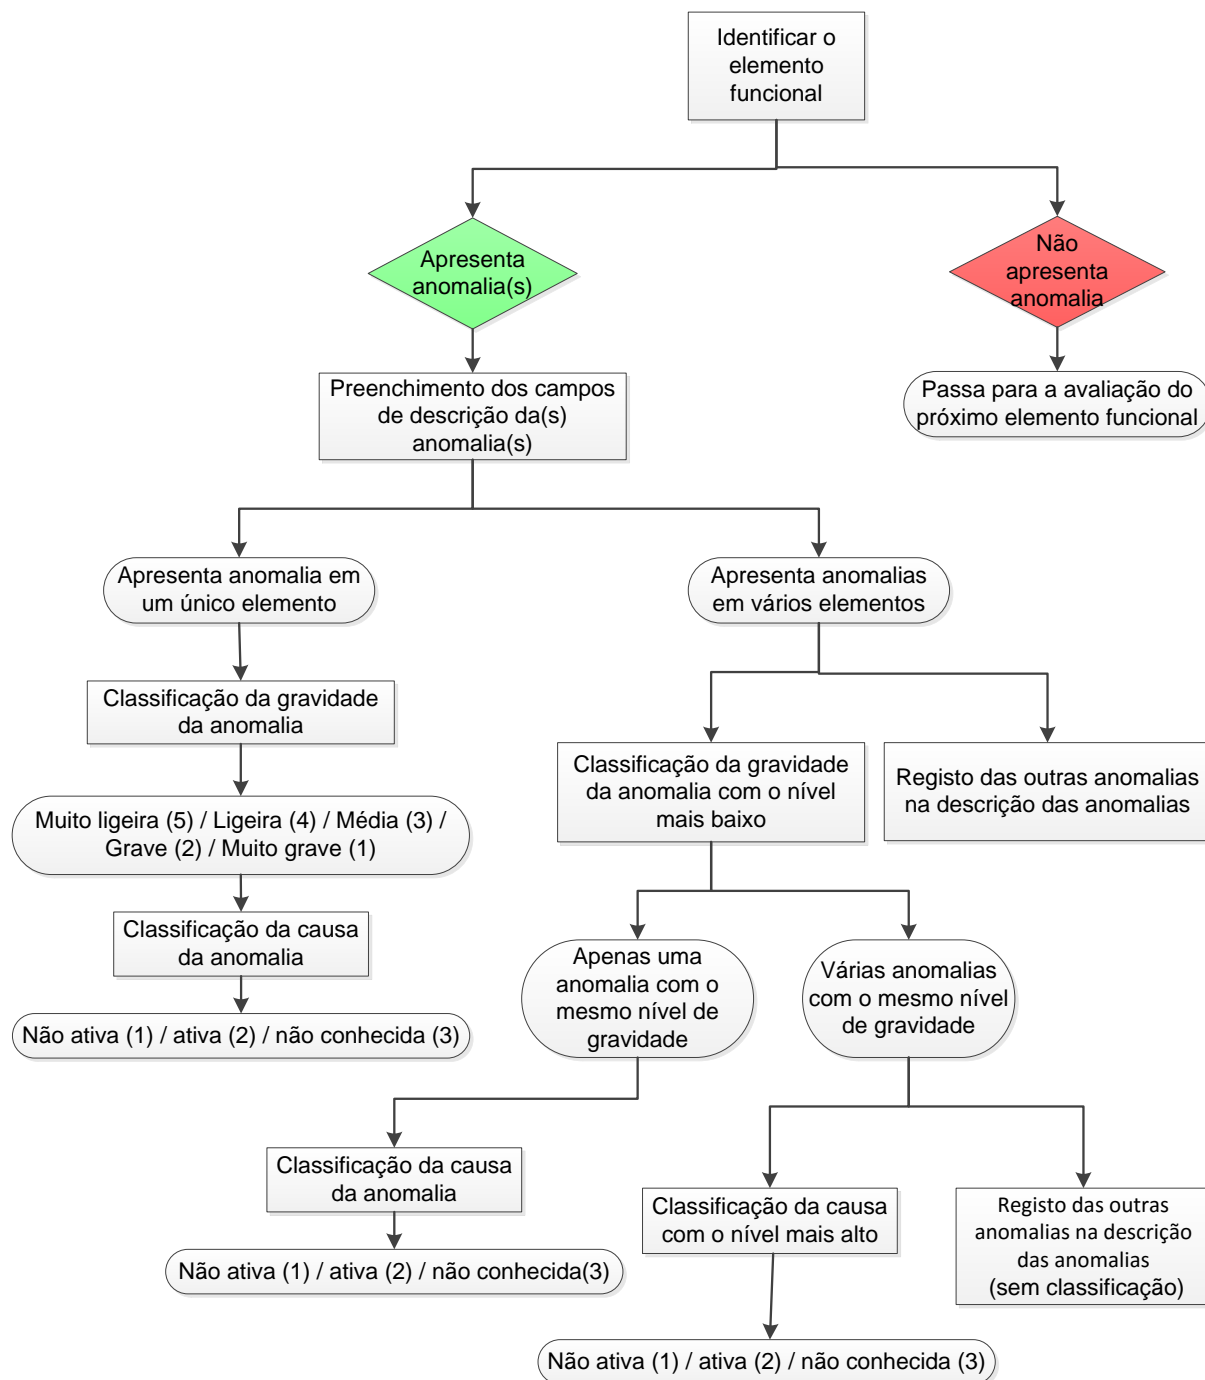 Identificar o
elemento
funcional
Apresenta
anomalia(s)
Não
apresenta
anomalia
Preenchimento dos campos
de descrição da(s)
anomalia(s)
Passa para a avaliação do
próximo elemento funcional
Apresenta anomalia em
um único elemento
Apresenta anomalias
em vários elementos
Classificação da gravidade
da anomalia
Classificação da gravidade
da anomalia com o nível
mais baixo
Registo das outras anomalias
na descrição das anomalias
Muito ligeira (5) / Ligeira (4) / Média (3) /
Grave (2) / Muito grave (1)
Classificação da causa
da anomalia
Apenas uma
anomalia com o
mesmo nível de
gravidade
Várias anomalias
com o mesmo nível
de gravidade
Não ativa (1) / ativa (2) / não conhecida (3)
Classificação da causa
da anomalia
Classificação da causa
com o nível mais alto
Registo das outras
anomalias na descrição
das anomalias
(sem classificação)
Não ativa (1) / ativa (2) / não conhecida(3)
Não ativa (1) / ativa (2) / não conhecida (3)